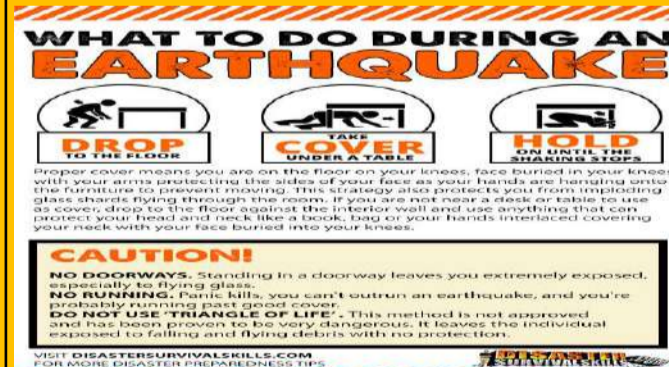 WHAT TO DO DURING AN
EARTHQUAKE
DROP
TO THE FLOOR
TAKE
COVER
UNDER A TABLE
HOLD
ON UNTIL THE
SHAKING STOPS
Proper cover means you are on the floor on your knees, face buried in your knees
with your arms protecting the sides of your face as your hands are hanging onto
the furniture to prevent moving. This strategy also protects you from imploding
glass shards flying through the room. If you are not near a desk or table to use
as cover, drop to the floor against the interior wall and use anything that can
protect your head and neck like a book, bag or your hands interlaced covering
your neck with your face buried into your knees.
CAUTION!
NO DOORWAYS. Standing in a doorway leaves you extremely exposed,
especially to flying glass.
NO RUNNING. Panic kills, you can't outrun an earthquake, and you're
probably running past good cover.
DO NOT USE 'TRIANGLE OF LIFE'. This method is not approved
and has been proven to be very dangerous. It leaves the individual
exposed to falling and flying debris with no protection.
VISIT DISASTERSURVIVALSKILLS.COM
FOR MORE DISASTER PREPAREDNESS TIPS
DISASTER
SURVIVALSKILLS